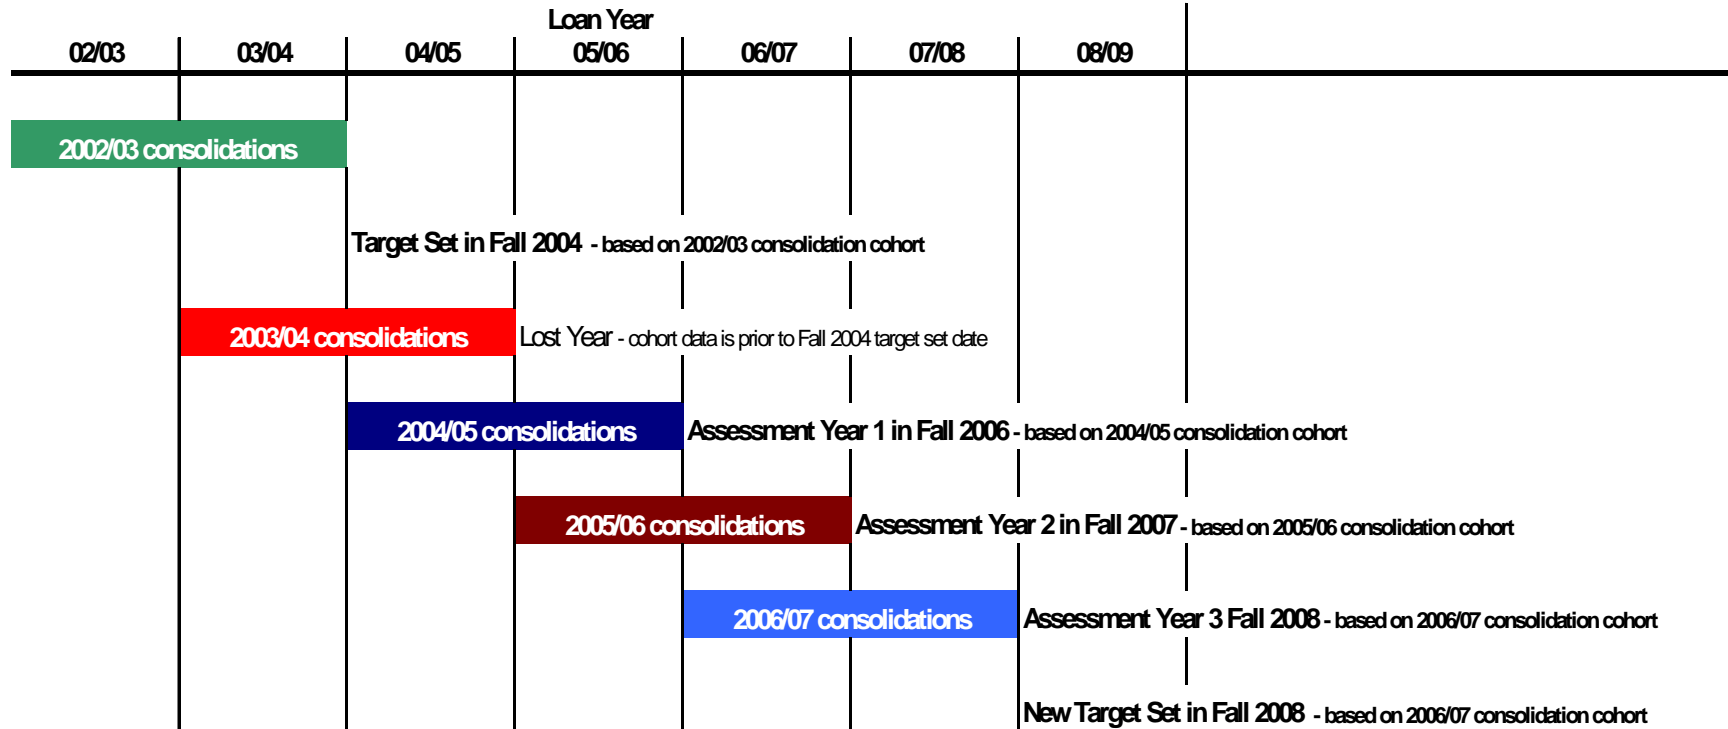 Loan Year
02/03 03/04 04/05 05/06 06/07 07/08 08/09
2002/03 consolidations
Target Set in Fall 2004 - based on 2002/03 consolidation cohort
2003/04 consolidations Lost Year - cohort data is prior to Fall 2004 target set date
2004/05 consolidations Assessment Year 1 in Fall 2006 - based on 2004/05 consolidation cohort
2005/06 consolidations Assessment Year 2 in Fall 2007 - based on 2005/06 consolidation cohort
2006/07 consolidations Assessment Year 3 Fall 2008 - based on 2006/07 consolidation cohort
New Target Set in Fall 2008 - based on 2006/07 consolidation cohort